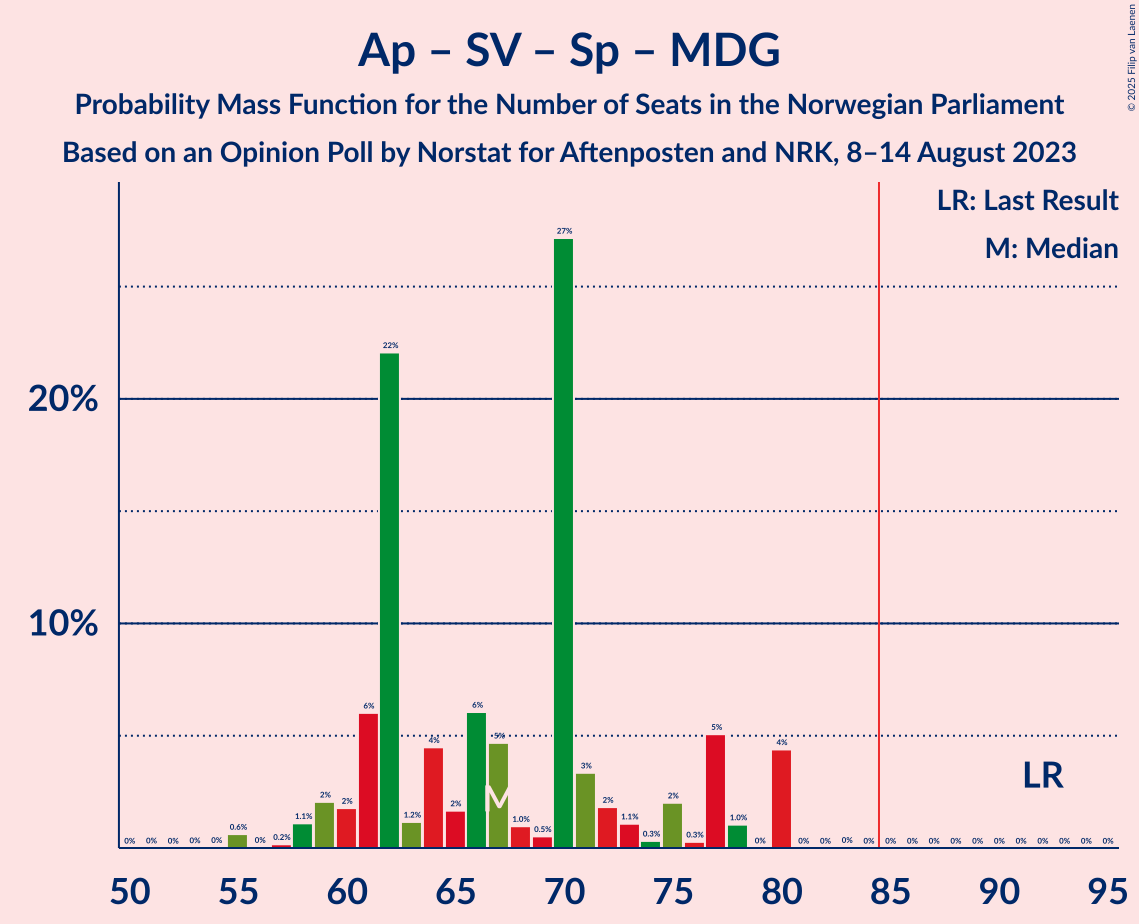 Ap – SV – Sp – MDG
Probability Mass Function for the Number of Seats in the Norwegian Parliament
Based on an Opinion Poll by Norstat for Aftenposten and NRK, 8–14 August 2023
© 2025 Filip van Laenen
LR: Last Result
M: Median
27%
22%
20%
10%
6% 6% 5% 5% 4% 4%
3%
2% 2% 2% 2% 2%
1.1% 1.2% 1.0% 1.1% 1.0%
0.6% 0.2% 0.5% 0.3% 0.3%
0% 0% 0% 0% 0% 0% 0% 0% 0% 0% 0% 0% 0% 0% 0% 0% 0% 0% 0% 0% 0% 0%
M
LR
50 55 60 65 70 75 80 85 90 95